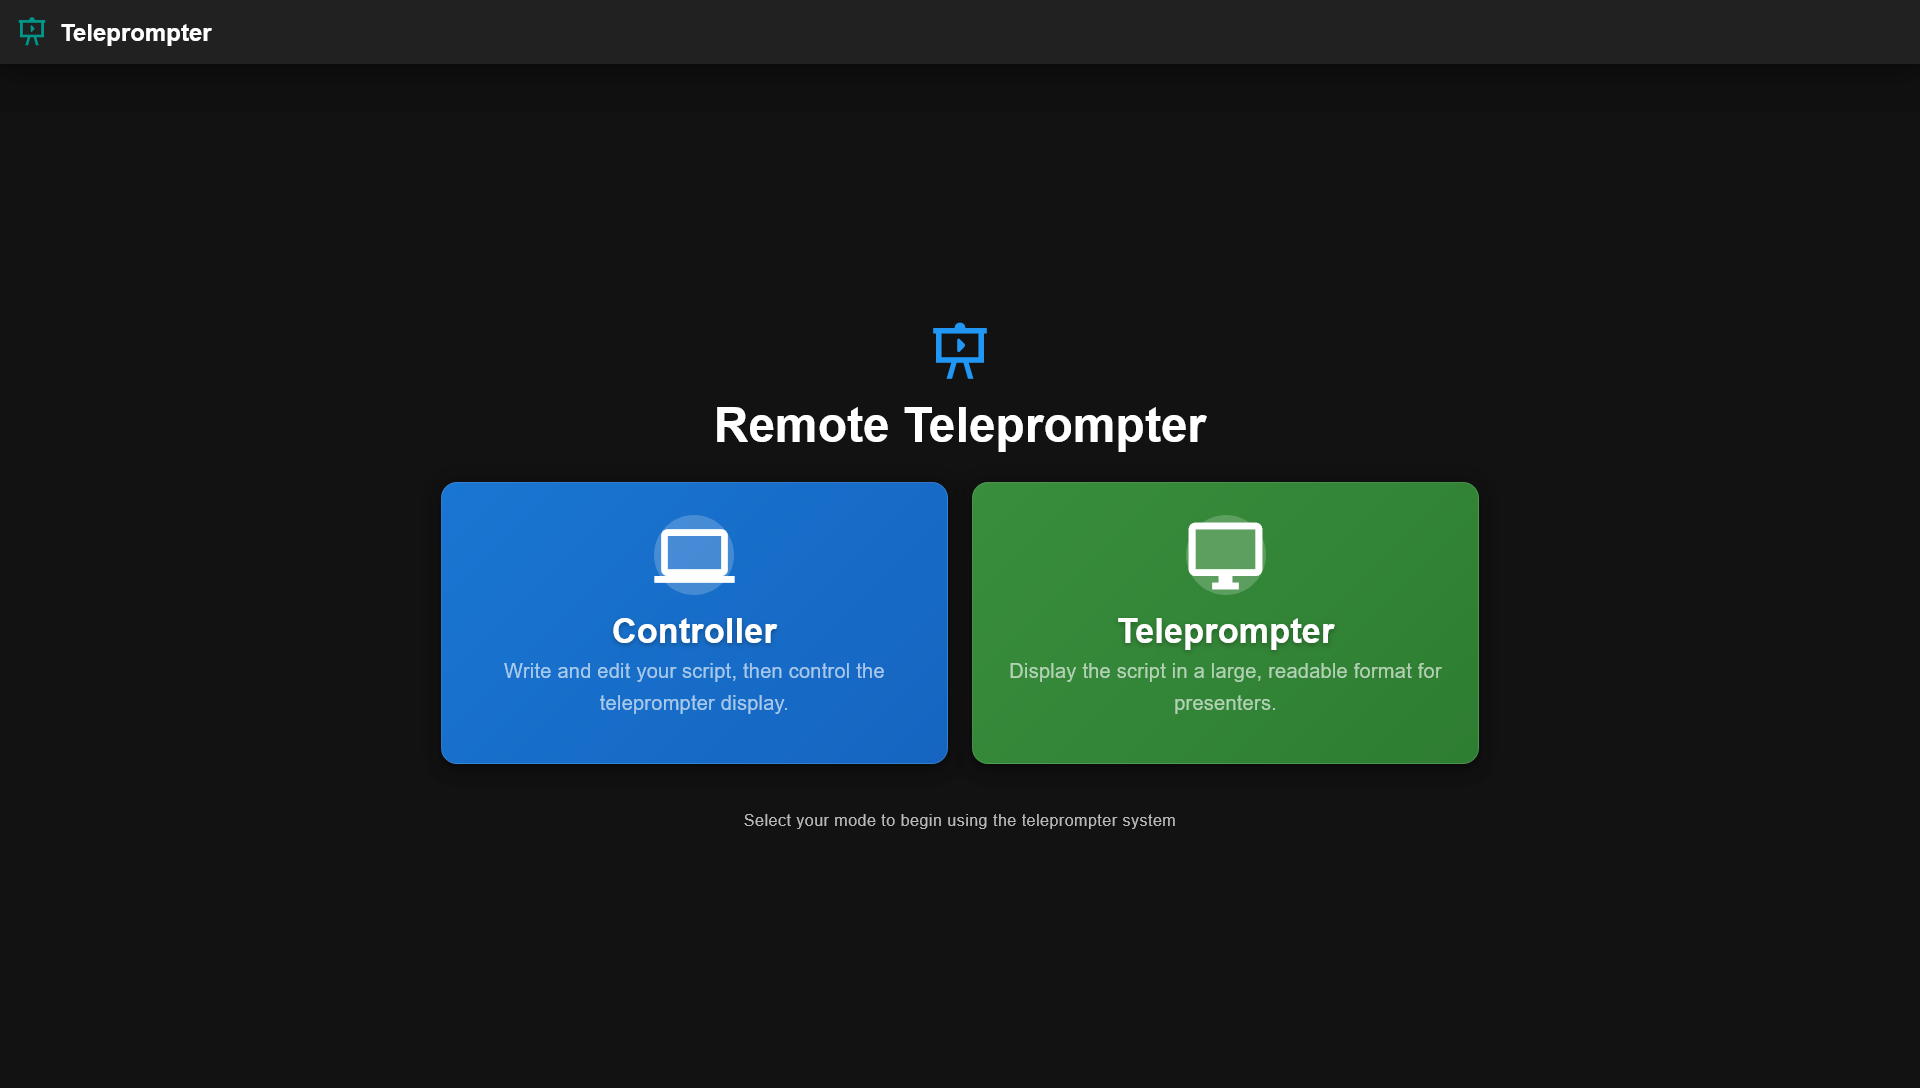 Teleprompter
Remote Teleprompter
Controller
Write and edit your script, then control the
teleprompter display.
Teleprompter
Display the script in a large, readable format for
presenters.
Select your mode to begin using the teleprompter system